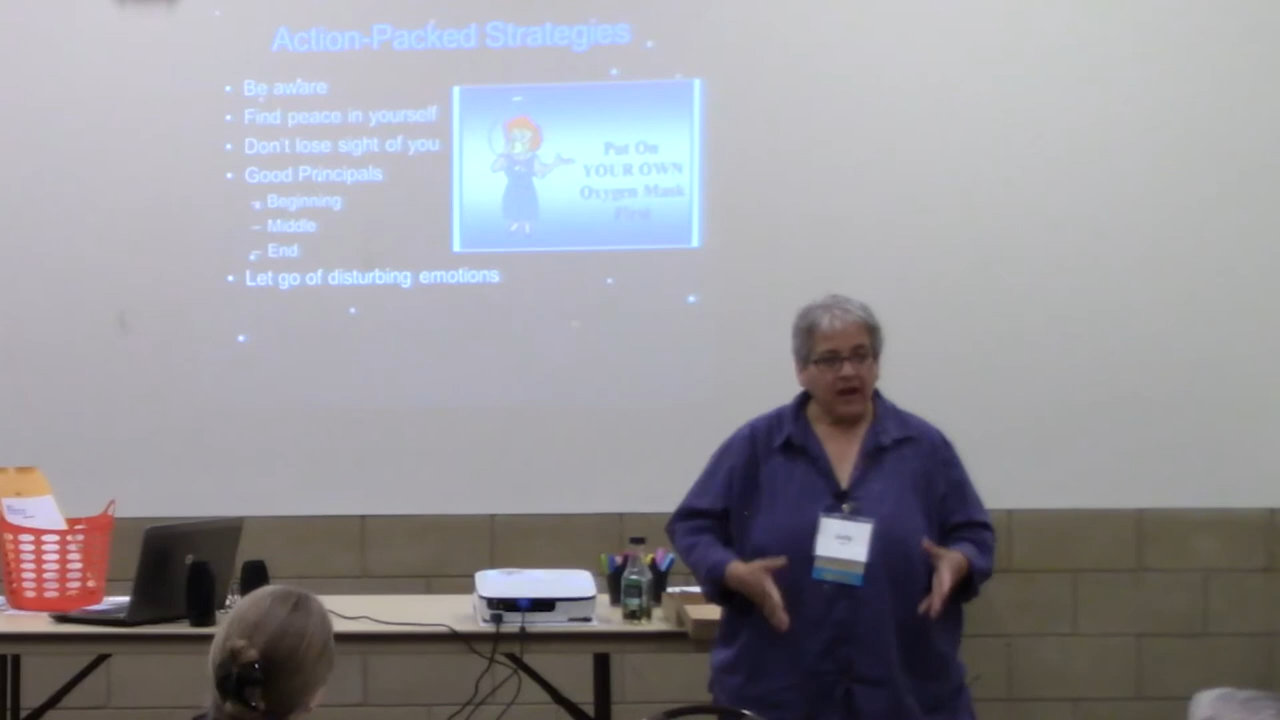 Action-Packed Strategies
• Be aware
• Find peace in yourself
• Don't lose sight of you
• Good Principals
– Beginning
– Middle
– End
• Let go of disturbing emotions
Put On
YOUR OWN
Oxygen Mask
First